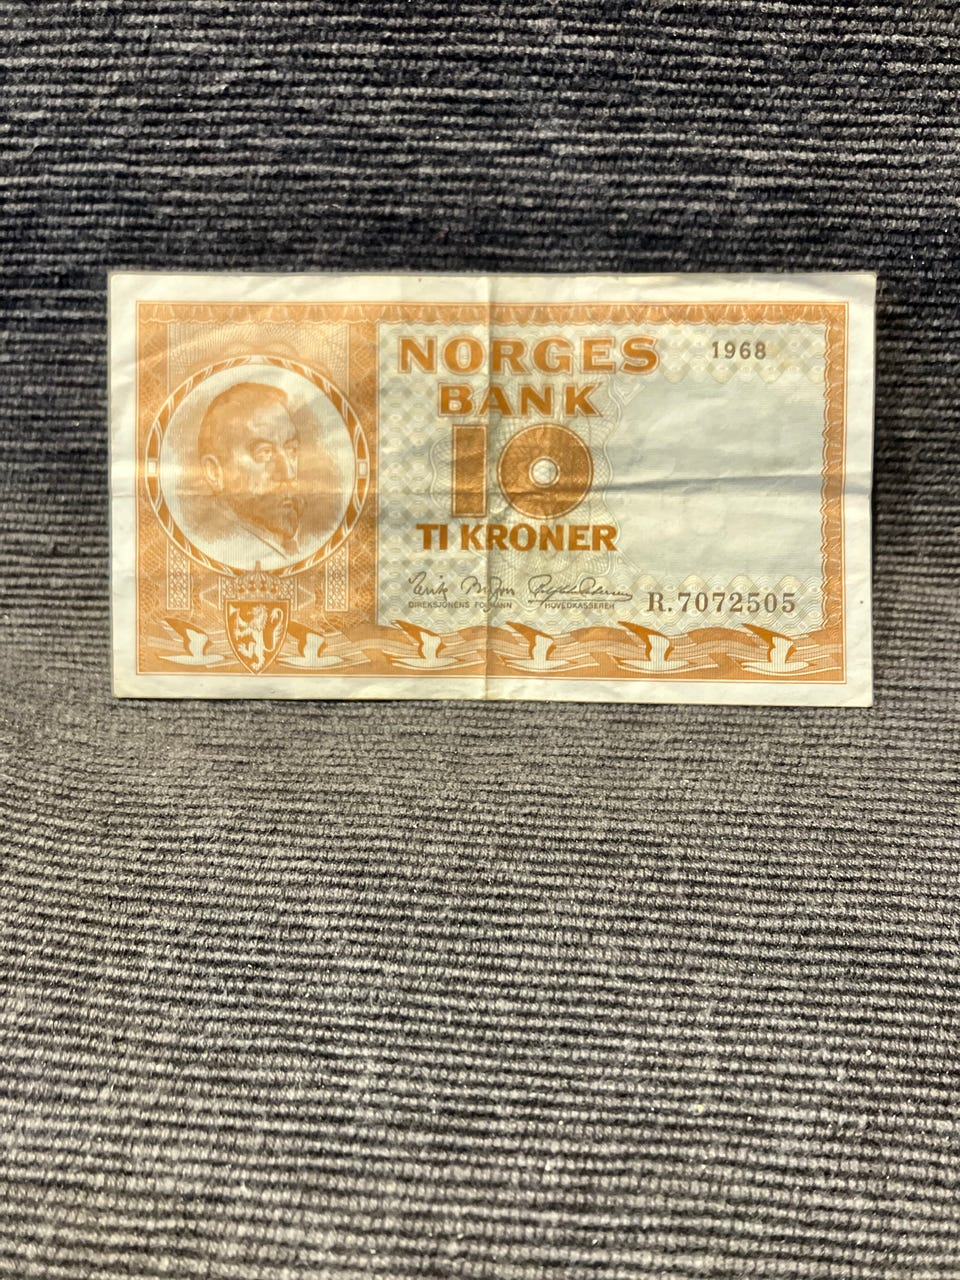 NORGES
1968
BANK
10
TI KRONER
DIREKSJONENS FORMANN
HOVEDKASSERER
R.7072505